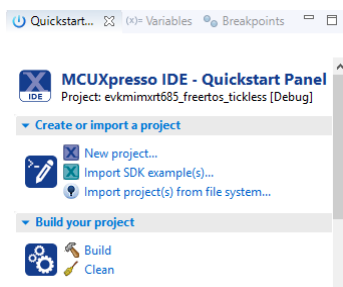 Quickstart... (x)= Variables Breakpoints
IDE
MCUXpresso IDE - Quickstart Panel
Project: evkmimxrt685_freertos_tickless [Debug]
Create or import a project
New project...
Import SDK example(s)...
Import project(s) from file system...
Build your project
Build
Clean